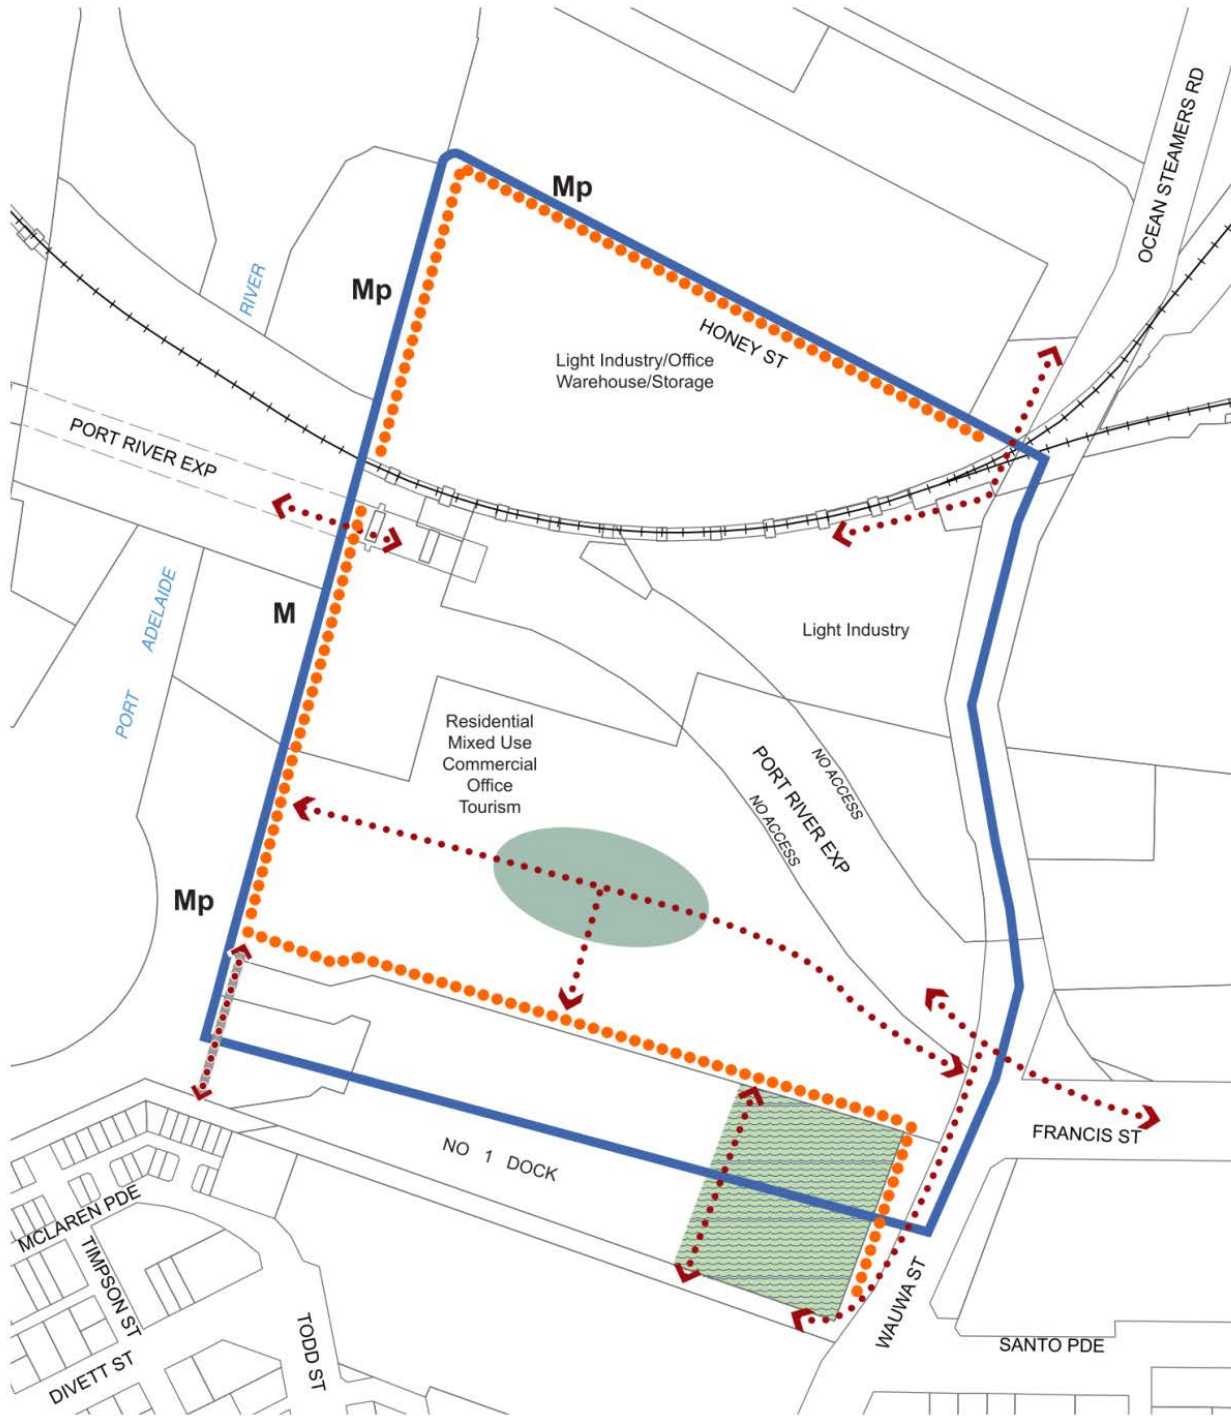 OCEAN STEAMERS RD
Mp
Mp
RIVER
HONEY ST
Light Industry/Office
Warehouse/Storage
PORT RIVER EXP
M
ADELAIDE
PORT
Light Industry
Residential
Mixed Use
Commercial
Office
Tourism
NO ACCESS
PORT RIVER EXP
NO ACCESS
Mp
NO 1 DOCK
FRANCIS ST
MCLAREN PDE
TIMPSON ST
DIVETT ST
TODD ST
WAUWA ST
SANTO PDE